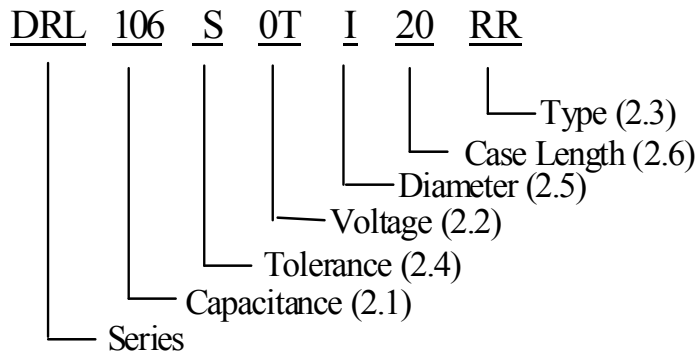 DRL 106 S 0T I 20 RR
Type (2.3)
Case Length (2.6)
Diameter (2.5)
Voltage (2.2)
Tolerance (2.4)
Capacitance (2.1)
Series